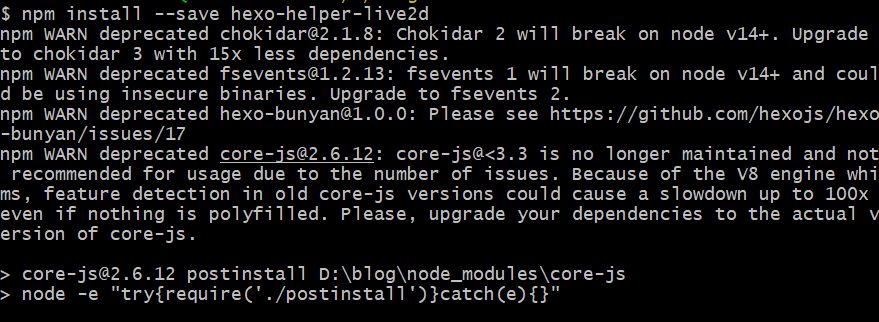 $ npm install --save hexo-helper-live2d
npm WARN deprecated chokidar@2.1.8: Chokidar 2 will break on node v14+. Upgrade
to chokidar 3 with 15x less dependencies.
npm WARN deprecated fsevents@1.2.13: fsevents 1 will break on node v14+ and coul
d be using insecure binaries. Upgrade to fsevents 2.
npm WARN deprecated hexo-bunyan@1.0.0: Please see https://github.com/hexojs/hexo
-bunyan/issues/17
npm WARN deprecated core-js@2.6.12: core-js@<3.3 is no longer maintained and not
 recommended for usage due to the number of issues. Because of the V8 engine whi
ms, feature detection in old core-js versions could cause a slowdown up to 100x
even if nothing is polyfilled. Please, upgrade your dependencies to the actual v
ersion of core-js.
> core-js@2.6.12 postinstall D:\blog\node_modules\core-js
> node -e "try{require('./postinstall')}catch(e){}"